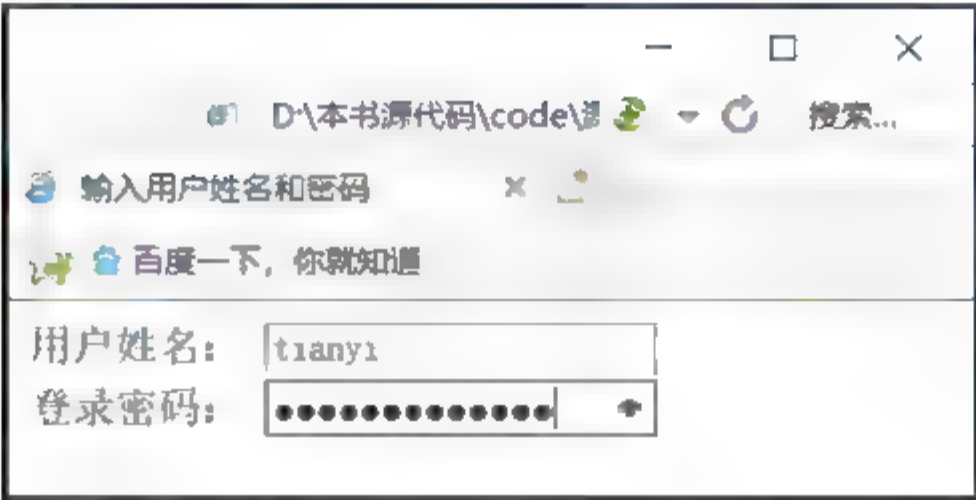 D:\本书源代码\code\源 搜索...
输入用户姓名和密码
百度一下，你就知道
用户姓名： tianyi
登录密码： ●●●●●●●●●●●●●